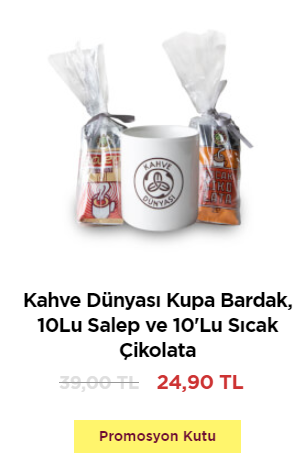 KAHVE
DÜNYASI
Kahve Dünyası Kupa Bardak,
10Lu Salep ve 10'Lu Sıcak
Çikolata
39,00 TL 24,90 TL
Promosyon Kutu